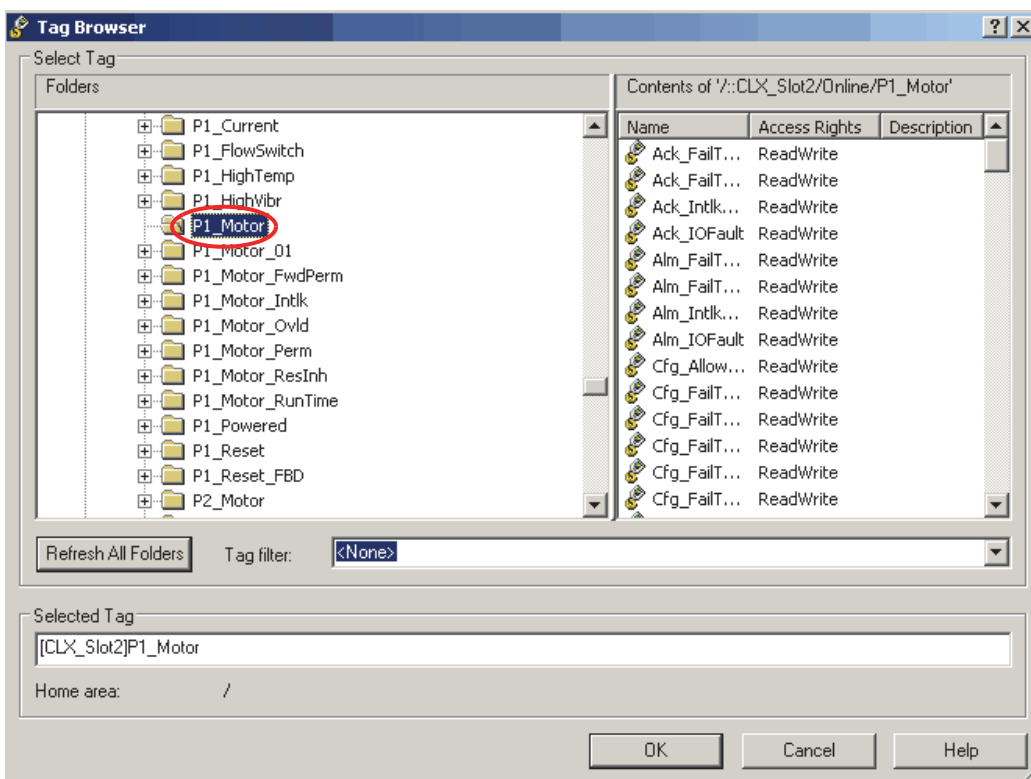 Tag Browser
Select Tag
Folders
P1_Current
P1_FlowSwitch
P1_HighTemp
P1_HighVibr
P1_Motor
P1_Motor_01
P1_Motor_FwdPerm
P1_Motor_Intlk
P1_Motor_Ovld
P1_Motor_Perm
P1_Motor_ResInh
P1_Motor_RunTime
P1_Powered
P1_Reset
P1_Reset_FBD
P2_Motor
Contents of '/::CLX_Slot2/Online/P1_Motor'
Name Access Rights Description
Ack_FailT... ReadWrite
Ack_FailT... ReadWrite
Ack_Intlk... ReadWrite
Ack_IOFault ReadWrite
Alm_FailT... ReadWrite
Alm_FailT... ReadWrite
Alm_Intlk... ReadWrite
Alm_IOFault ReadWrite
Cfg_Allow... ReadWrite
Cfg_FailT... ReadWrite
Cfg_FailT... ReadWrite
Cfg_FailT... ReadWrite
Cfg_FailT... ReadWrite
Cfg_FailT... ReadWrite
Refresh All Folders Tag filter: <None>
Selected Tag
[CLX_Slot2]P1_Motor
Home area: /
OK Cancel Help